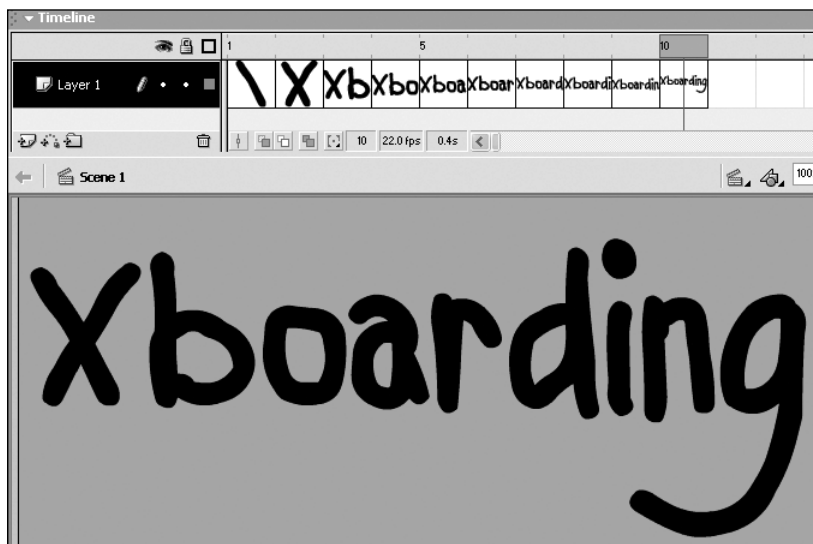 Timeline
1 5 10
Layer 1 \ X Xb Xbo Xboa Xboar Xboard Xboardi Xboardin Xboarding
10 22.0 fps 0.4s
Scene 1 100
Xboarding